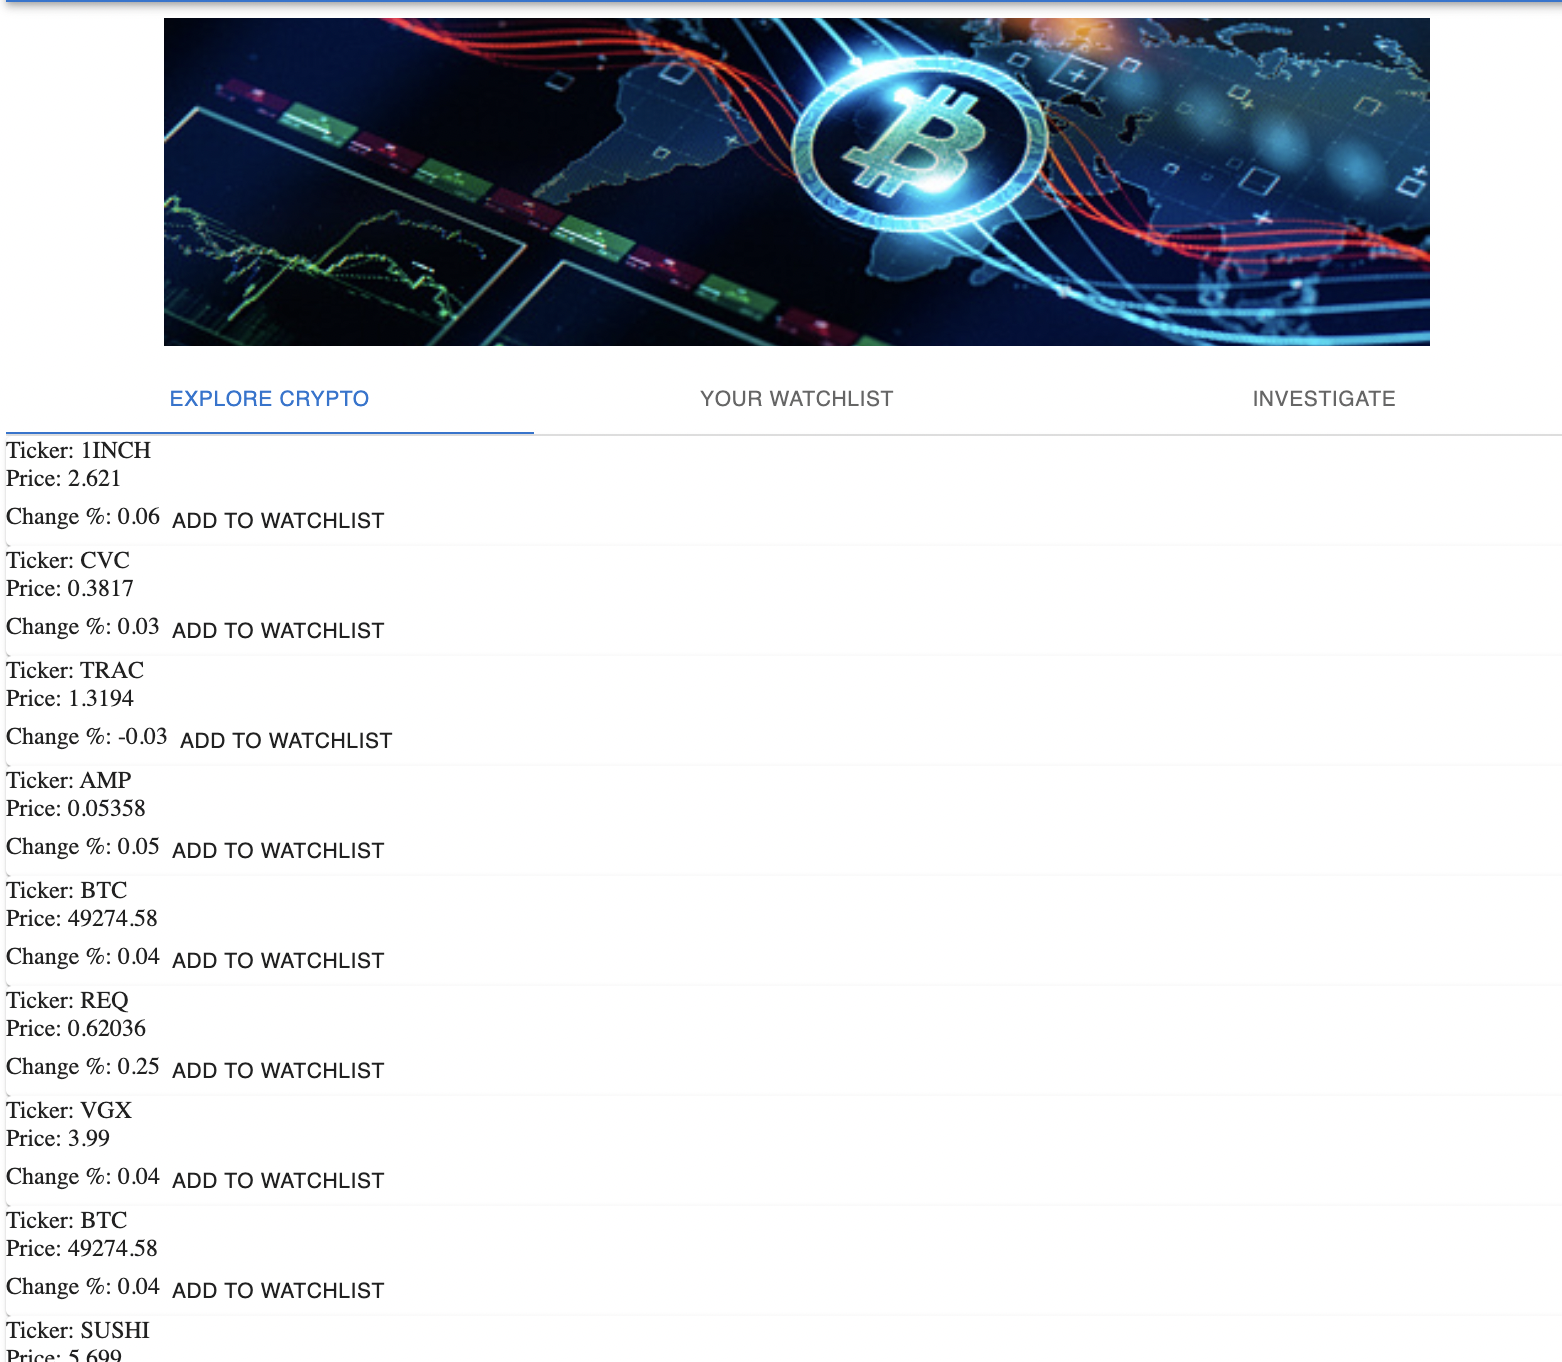 EXPLORE CRYPTO YOUR WATCHLIST INVESTIGATE
Ticker: 1INCH
Price: 2.621
Change %: 0.06 ADD TO WATCHLIST
Ticker: CVC
Price: 0.3817
Change %: 0.03 ADD TO WATCHLIST
Ticker: TRAC
Price: 1.3194
Change %: -0.03 ADD TO WATCHLIST
Ticker: AMP
Price: 0.05358
Change %: 0.05 ADD TO WATCHLIST
Ticker: BTC
Price: 49274.58
Change %: 0.04 ADD TO WATCHLIST
Ticker: REQ
Price: 0.62036
Change %: 0.25 ADD TO WATCHLIST
Ticker: VGX
Price: 3.99
Change %: 0.04 ADD TO WATCHLIST
Ticker: BTC
Price: 49274.58
Change %: 0.04 ADD TO WATCHLIST
Ticker: SUSHI
Price: 5.699